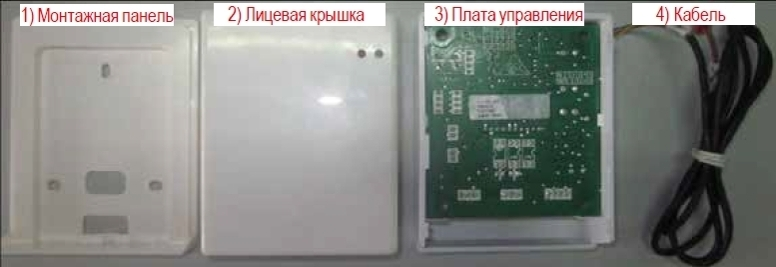 1) Монтажная панель
2) Лицевая крышка
3) Плата управления
4) Кабель